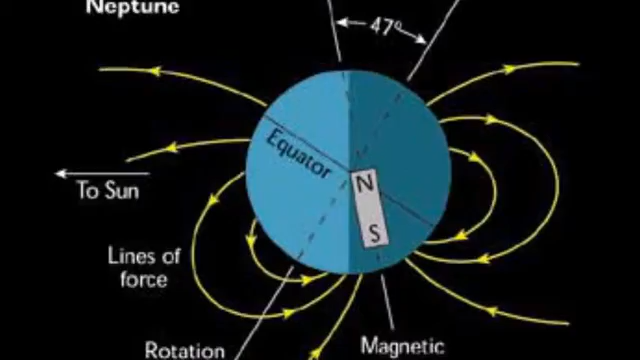 Neptune
47°
Equator
N
S
To Sun
Lines of
force
Rotation
Magnetic